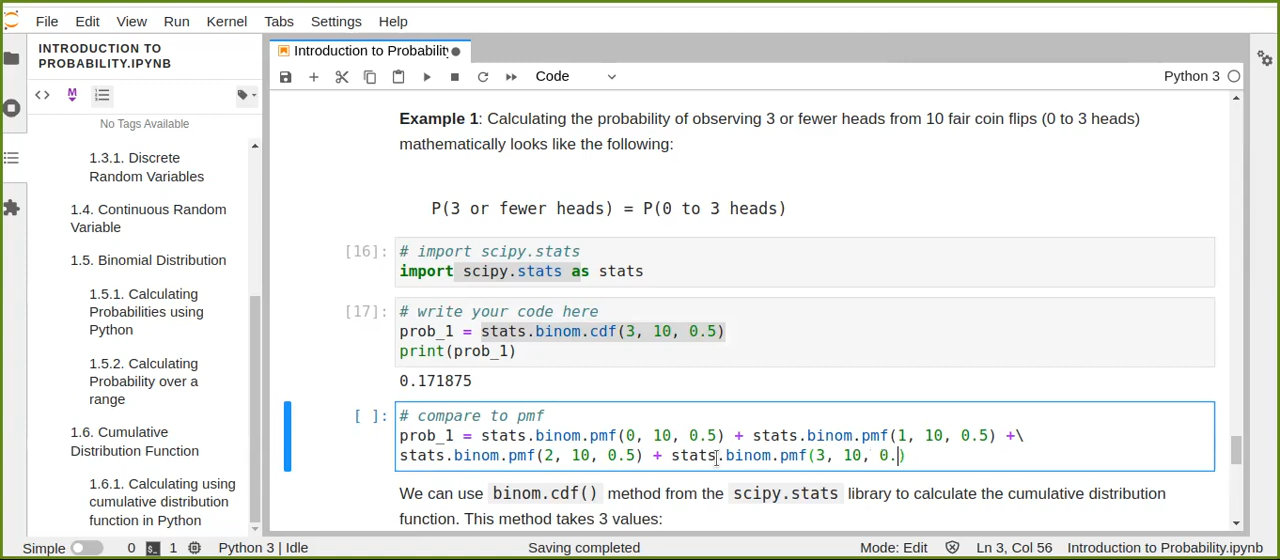 File Edit View Run Kernel Tabs Settings Help
INTRODUCTION TO
PROBABILITY.IPYNB
Introduction to Probability
Code
Python 3
No Tags Available
1.3.1. Discrete
Random Variables
1.4. Continuous Random
Variable
1.5. Binomial Distribution
1.5.1. Calculating
Probabilities using
Python
1.5.2. Calculating
Probability over a
range
1.6. Cumulative
Distribution Function
1.6.1. Calculating using
cumulative distribution
function in Python
Example 1: Calculating the probability of observing 3 or fewer heads from 10 fair coin flips (0 to 3 heads)
mathematically looks like the following:
P(3 or fewer heads) = P(0 to 3 heads)
[16]: # import scipy.stats
import scipy.stats as stats
[17]: # write your code here
prob_1 = stats.binom.cdf(3, 10, 0.5)
print(prob_1)
0.171875
[ ]: # compare to pmf
prob_1 = stats.binom.pmf(0, 10, 0.5) + stats.binom.pmf(1, 10, 0.5) +\
stats.binom.pmf(2, 10, 0.5) + stats.binom.pmf(3, 10, 0.)
We can use binom.cdf() method from the scipy.stats library to calculate the cumulative distribution
function. This method takes 3 values:
Simple 0 1 Python 3 | Idle Saving completed Mode: Edit Ln 3, Col 56 Introduction to Probability.ipynb